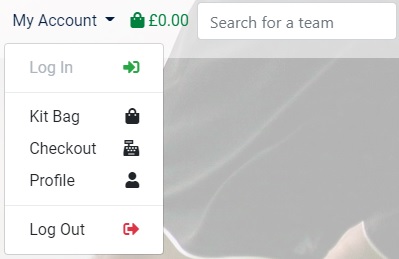 My Account £0.00 Search for a team
Log In
Kit Bag
Checkout
Profile
Log Out